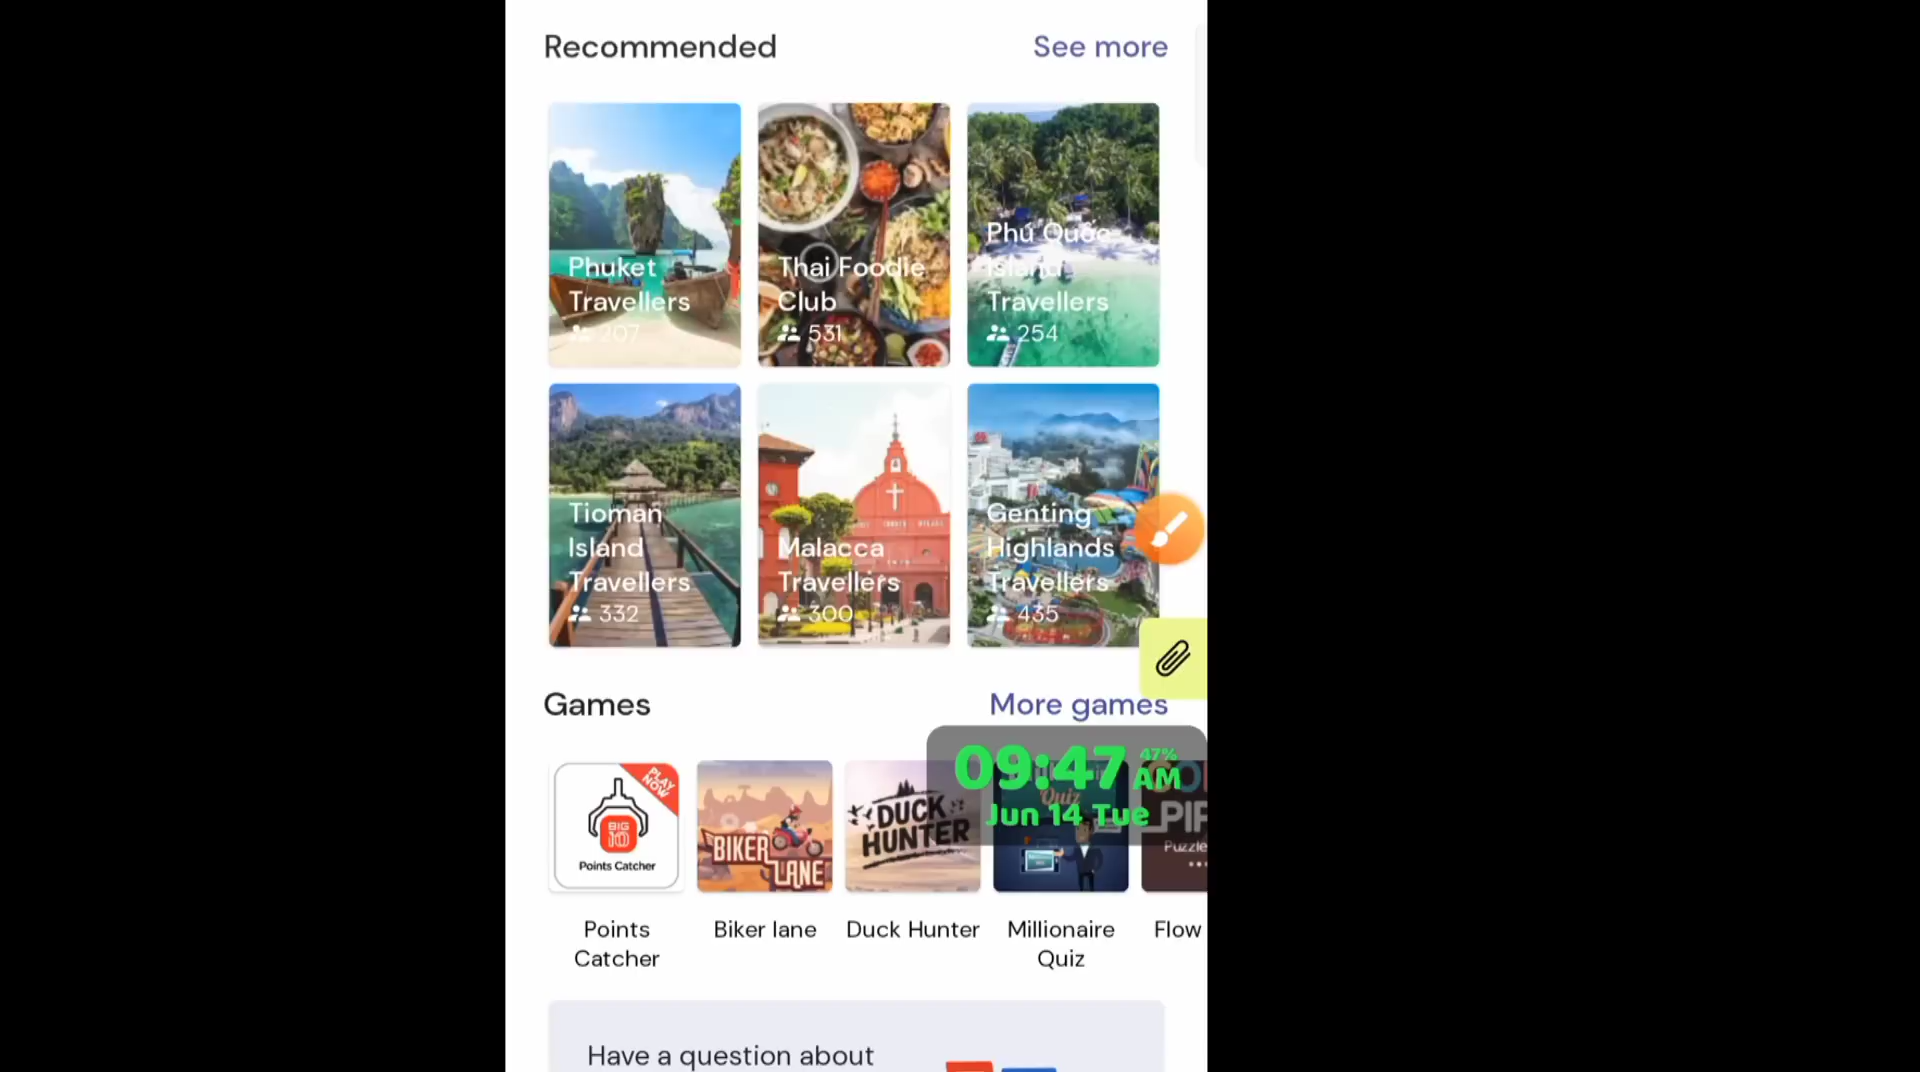 Recommended
See more
Phuket
Travellers
207
Thai Foodie
Club
531
Phú Quốc
Island
Travellers
254
Tioman
Island
Travellers
332
Malacca
Travellers
300
Genting
Highlands
Travellers
435
Games
More games
09:47
47%
AM
Jun 14 Tue
PLAY
NOW
BIG
10
Points Catcher
BIKER
LANE
DUCK
HUNTER
Quiz
Puzzle
Points
Catcher
Biker lane
Duck Hunter
Millionaire
Quiz
Flow
Have a question about